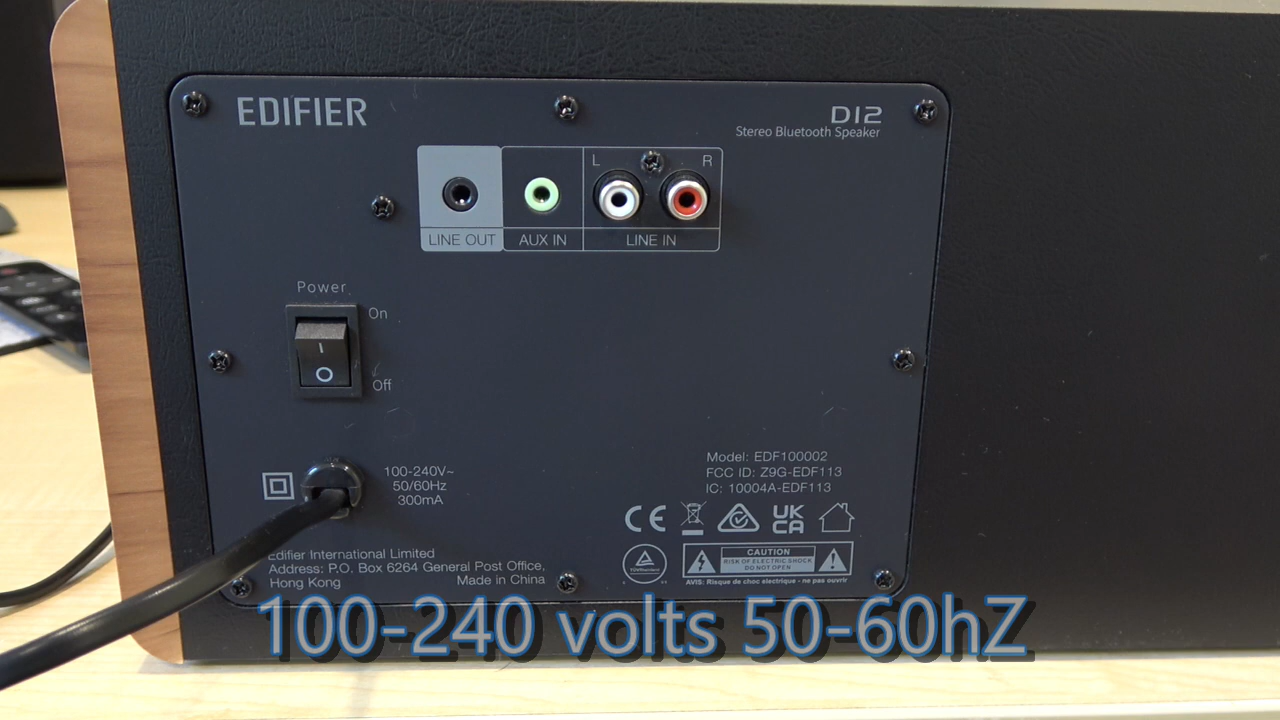 EDIFIER
D12
Stereo Bluetooth Speaker
L R
LINE OUT AUX IN LINE IN
Power
On
Off
100-240V~
50/60Hz
300mA
Model: EDF100002
FCC ID: Z9G-EDF113
IC: 10004A-EDF113
CE UK CA
Edifier International Limited
Address: P.O. Box 6264 General Post Office,
Hong Kong
Made in China
CAUTION
RISK OF ELECTRIC SHOCK
DO NOT OPEN
AVIS: Risque de choc electrique - ne pas ouvrir
100-240 volts 50-60hZ